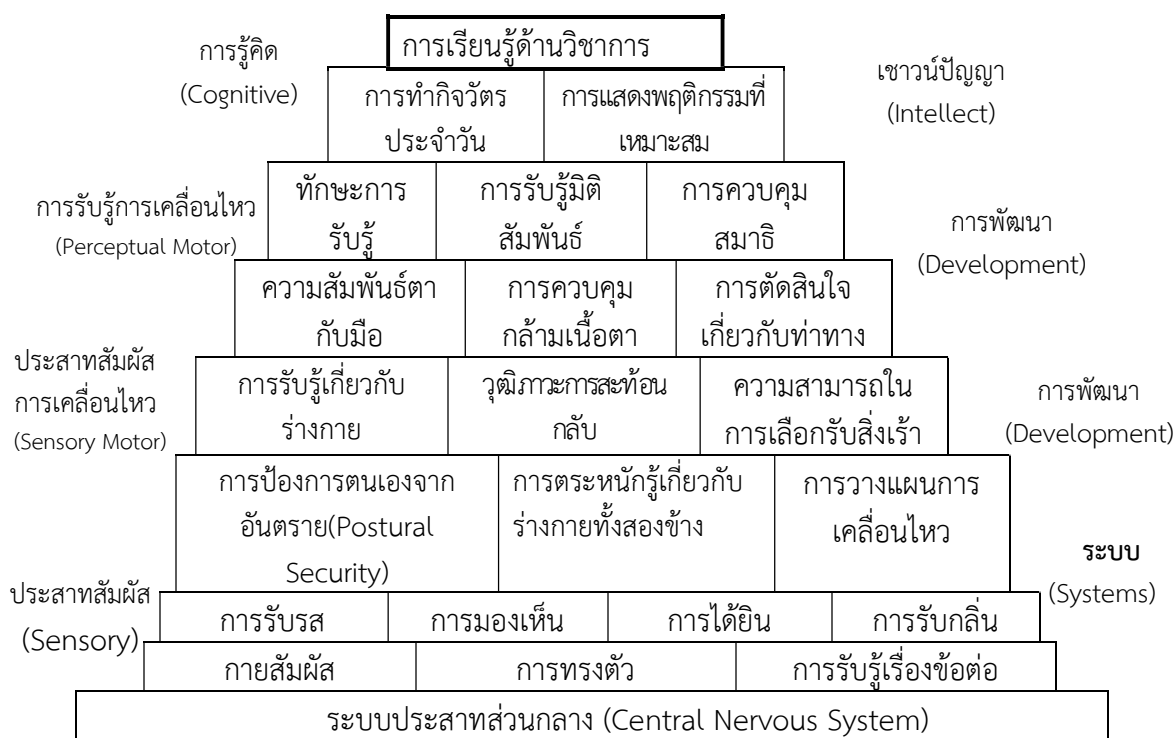 การเรียนรู้ด้านวิชาการ
การรู้คิด
(Cognitive)
เชาวน์ปัญญา
(Intellect)
การทำกิจวัตร
ประจำวัน
การแสดงพฤติกรรมที่
เหมาะสม
ทักษะการ
รับรู้
การรับรู้มิติ
สัมพันธ์
การควบคุม
สมาธิ
การรับรู้การเคลื่อนไหว
(Perceptual Motor)
การพัฒนา
(Development)
ความสัมพันธ์ตา
กับมือ
การควบคุม
กล้ามเนื้อตา
การตัดสินใจ
เกี่ยวกับท่าทาง
ประสาทสัมผัส
การเคลื่อนไหว
(Sensory Motor)
การรับรู้เกี่ยวกับ
ร่างกาย
วุฒิภาวะการสะท้อน
กลับ
ความสามารถใน
การเลือกรับสิ่งเร้า
การพัฒนา
(Development)
การป้องการตนเองจาก
อันตราย(Postural
Security)
การตระหนักรู้เกี่ยวกับ
ร่างกายทั้งสองข้าง
การวางแผนการ
เคลื่อนไหว
ระบบ
(Systems)
ประสาทสัมผัส
(Sensory)
การรับรส
การมองเห็น
การได้ยิน
การรับกลิ่น
กายสัมผัส
การทรงตัว
การรับรู้เรื่องข้อต่อ
ระบบประสาทส่วนกลาง (Central Nervous System)